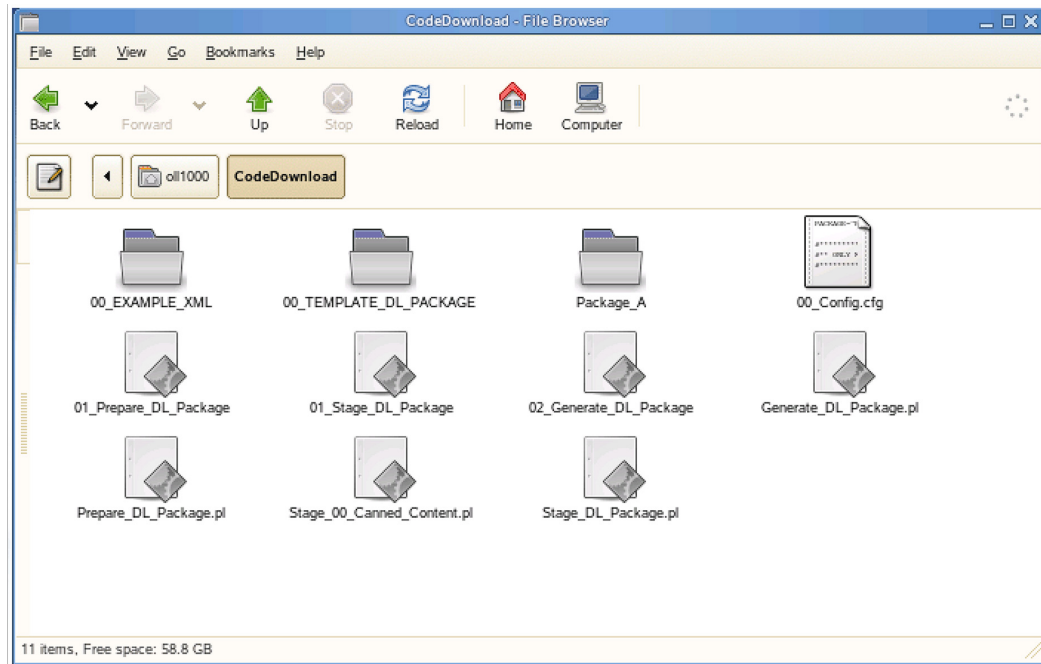 CodeDownload - File Browser
File Edit View Go Bookmarks Help
Back Forward Up Stop Reload Home Computer
oll1000 CodeDownload
00_EXAMPLE_XML 00_TEMPLATE_DL_PACKAGE Package_A 00_Config.cfg
01_Prepare_DL_Package 01_Stage_DL_Package 02_Generate_DL_Package Generate_DL_Package.pl
Prepare_DL_Package.pl Stage_00_Canned_Content.pl Stage_DL_Package.pl
11 items, Free space: 58.8 GB